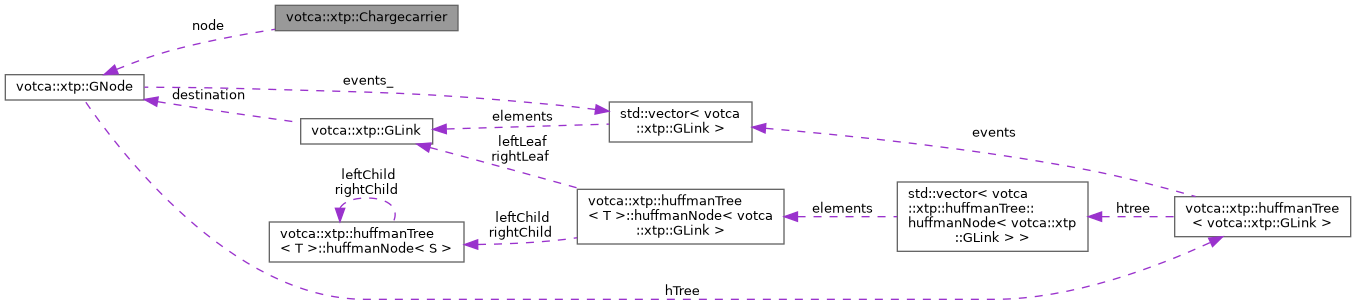 votca::xtp::Chargecarrier
node
votca::xtp::GNode
events_
destination
std::vector< votca
::xtp::GLink >
elements
votca::xtp::GLink
events
leftLeaf
rightLeaf
leftChild
rightChild
votca::xtp::huffmanTree
< T >::huffmanNode< S >
leftChild
rightChild
votca::xtp::huffmanTree
< T >::huffmanNode< votca
::xtp::GLink >
elements
std::vector< votca
::xtp::huffmanTree::
huffmanNode< votca::xtp
::GLink > >
htree
votca::xtp::huffmanTree
< votca::xtp::GLink >
hTree